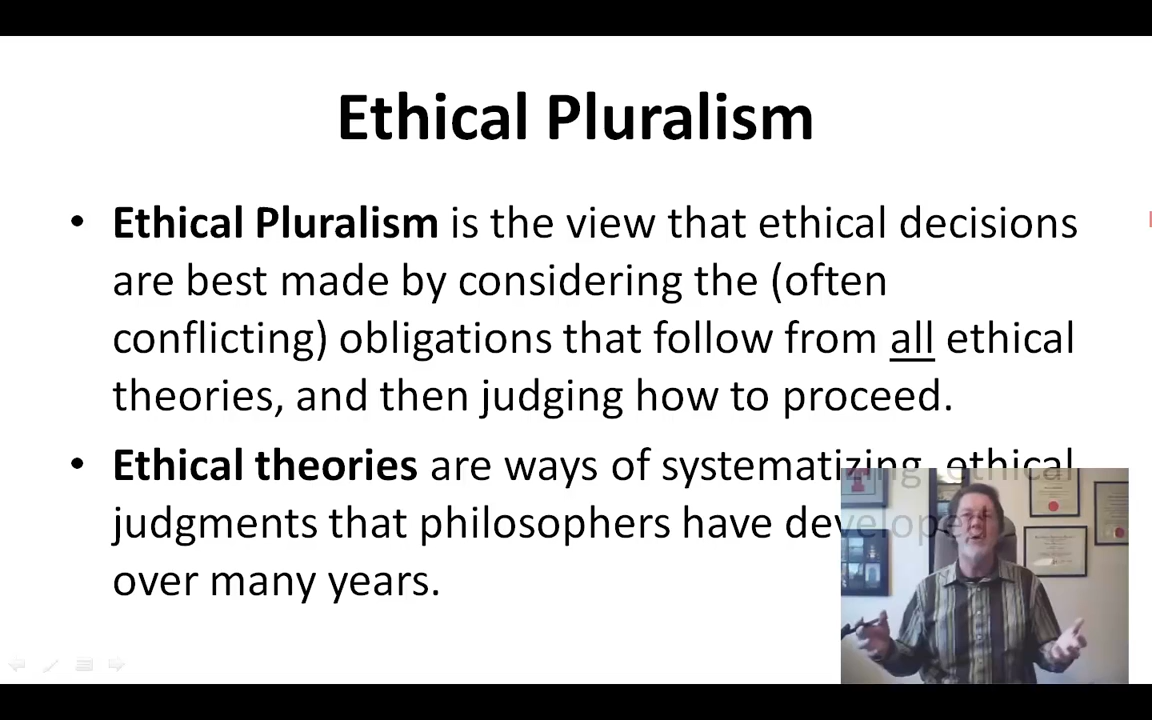 Ethical Pluralism
• Ethical Pluralism is the view that ethical decisions
are best made by considering the (often
conflicting) obligations that follow from all ethical
theories, and then judging how to proceed.
• Ethical theories are ways of systematizing ethical
judgments that philosophers have
over many years.